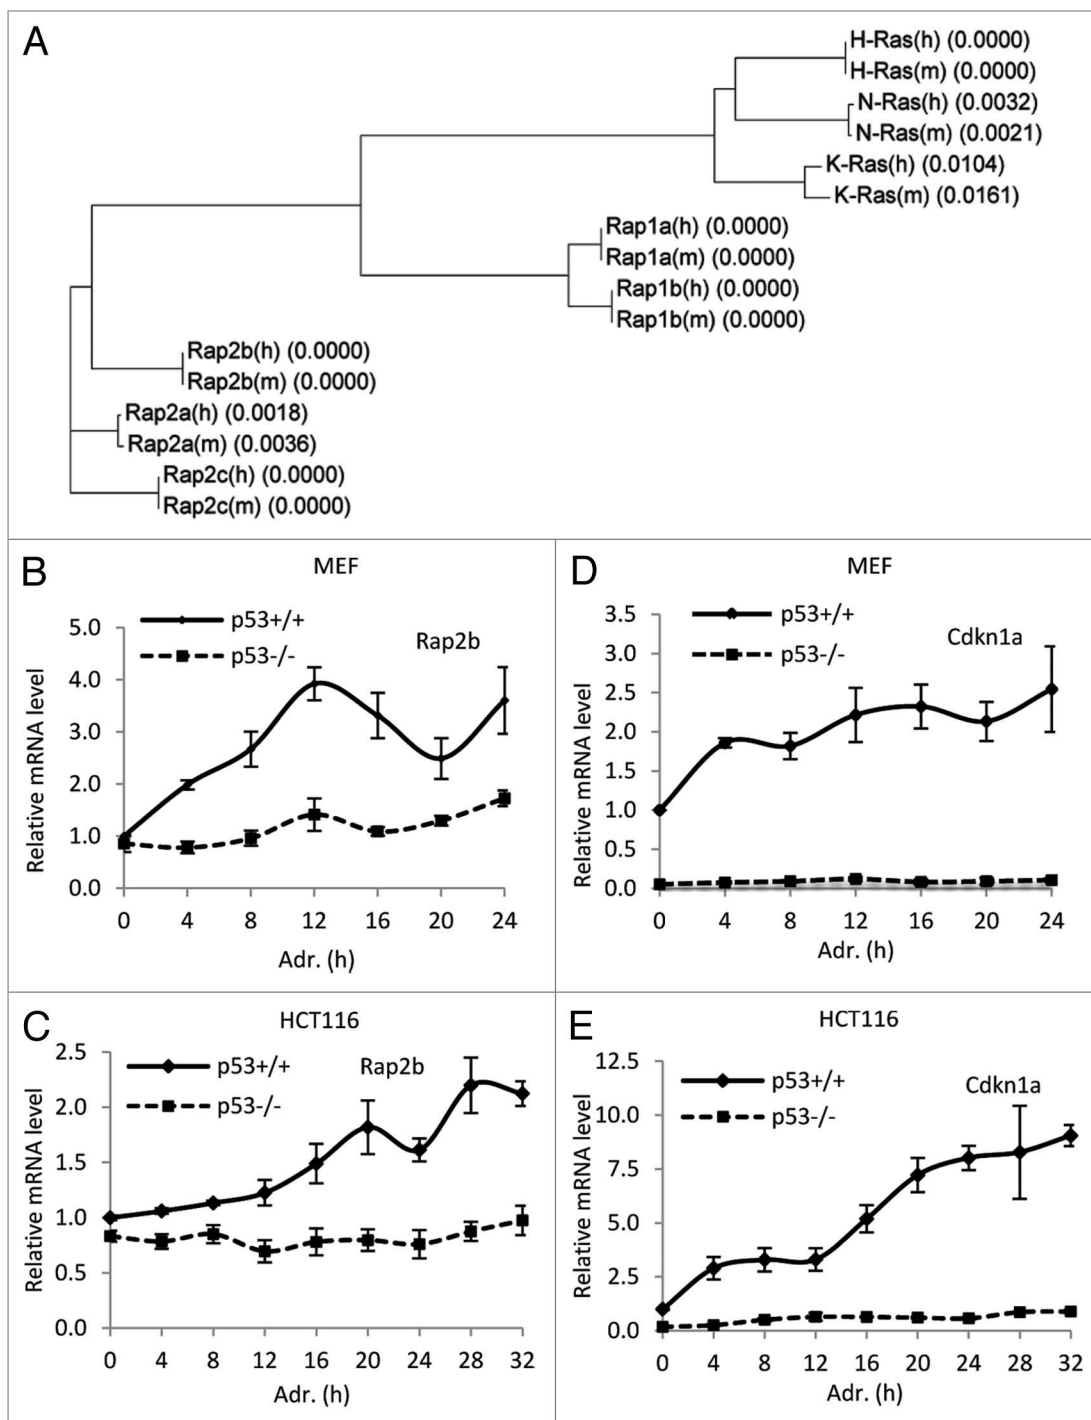 A
H-Ras(h) (0.0000)
H-Ras(m) (0.0000)
N-Ras(h) (0.0032)
N-Ras(m) (0.0021)
K-Ras(h) (0.0104)
K-Ras(m) (0.0161)
Rap1a(h) (0.0000)
Rap1a(m) (0.0000)
Rap1b(h) (0.0000)
Rap1b(m) (0.0000)
Rap2b(h) (0.0000)
Rap2b(m) (0.0000)
Rap2a(h) (0.0018)
Rap2a(m) (0.0036)
Rap2c(h) (0.0000)
Rap2c(m) (0.0000)
B
MEF
p53+/+
p53-/-
Rap2b
Relative mRNA level
5.0
4.0
3.0
2.0
1.0
0.0
0 4 8 12 16 20 24
Adr. (h)
D
MEF
p53+/+
p53-/-
Cdkn1a
Relative mRNA level
3.5
3.0
2.5
2.0
1.5
1.0
0.5
0.0
0 4 8 12 16 20 24
Adr. (h)
C
HCT116
p53+/+
p53-/-
Rap2b
Relative mRNA level
2.5
2.0
1.5
1.0
0.5
0.0
0 4 8 12 16 20 24 28 32
Adr. (h)
E
HCT116
p53+/+
p53-/-
Cdkn1a
Relative mRNA level
12.5
10.0
7.5
5.0
2.5
0.0
0 4 8 12 16 20 24 28 32
Adr. (h)